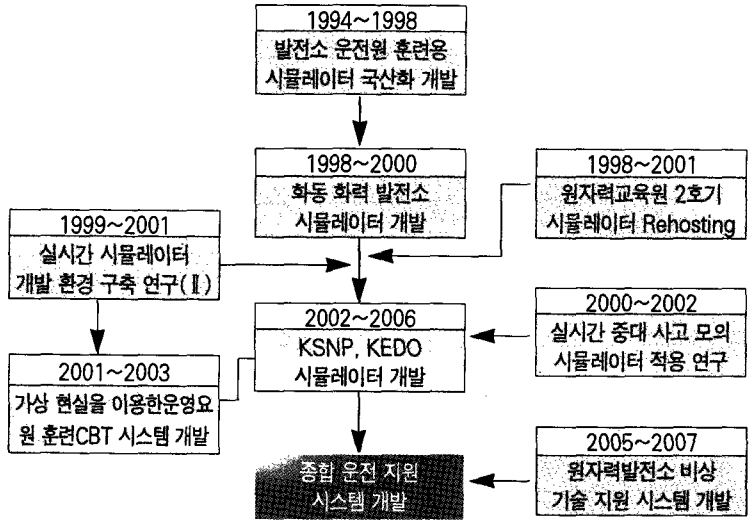 1994~1998
발전소 운전원 훈련용
시뮬레이터 국산화 개발
1998~2000
화동 화력 발전소
시뮬레이터 개발
1998~2001
원자력교육원 2호기
시뮬레이터 Rehosting
1999~2001
실시간 시뮬레이터
개발 환경 구축 연구(Ⅱ)
2002~2006
KSNP, KEDO
시뮬레이터 개발
2000~2002
실시간 중대 사고 모의
시뮬레이터 적용 연구
2001~2003
가상 현실을 이용한운영요
원 훈련CBT 시스템 개발
종합 운전 지원
시스템 개발
2005~2007
원자력발전소 비상
기술 지원 시스템 개발